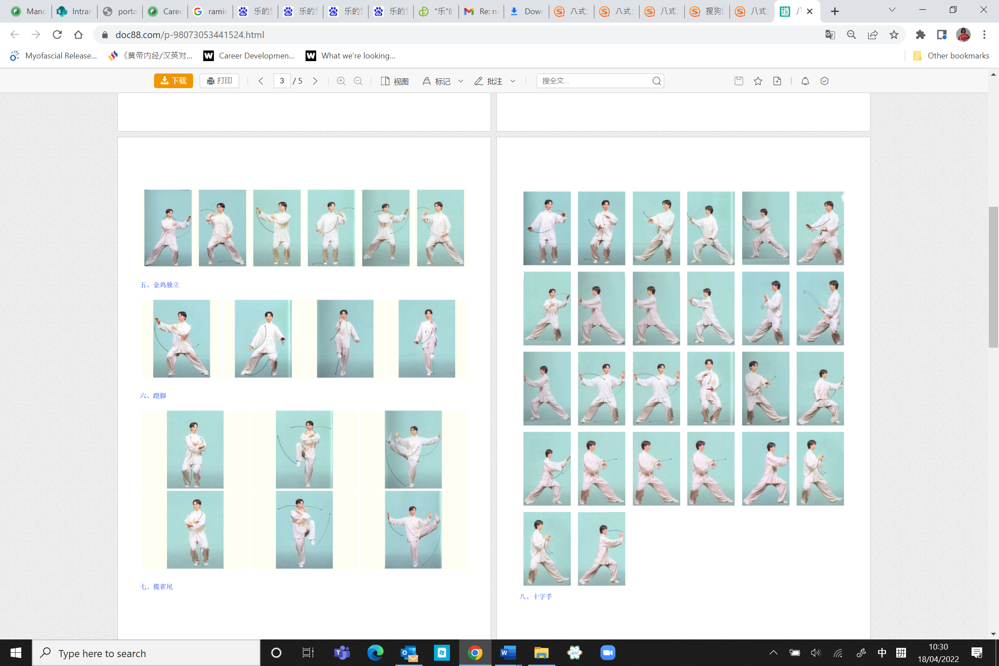 Manc
Intrar
porta
Caree
ramir
乐的
乐的
乐的
乐的
“乐”的
Re: n
Dowr
八式
八式
八式
搜狗
八式
doc88.com/p-98073053441524.html
Myofascial Release...
《黄帝内经/汉英对...
Career Developmen...
What we're looking...
Other bookmarks
下载
打印
3 / 5
视图
标记
批注
搜全文...
五、金鸡独立
六、蹬脚
七、揽雀尾
八、十字手
Type here to search
中
拼
10:30
18/04/2022